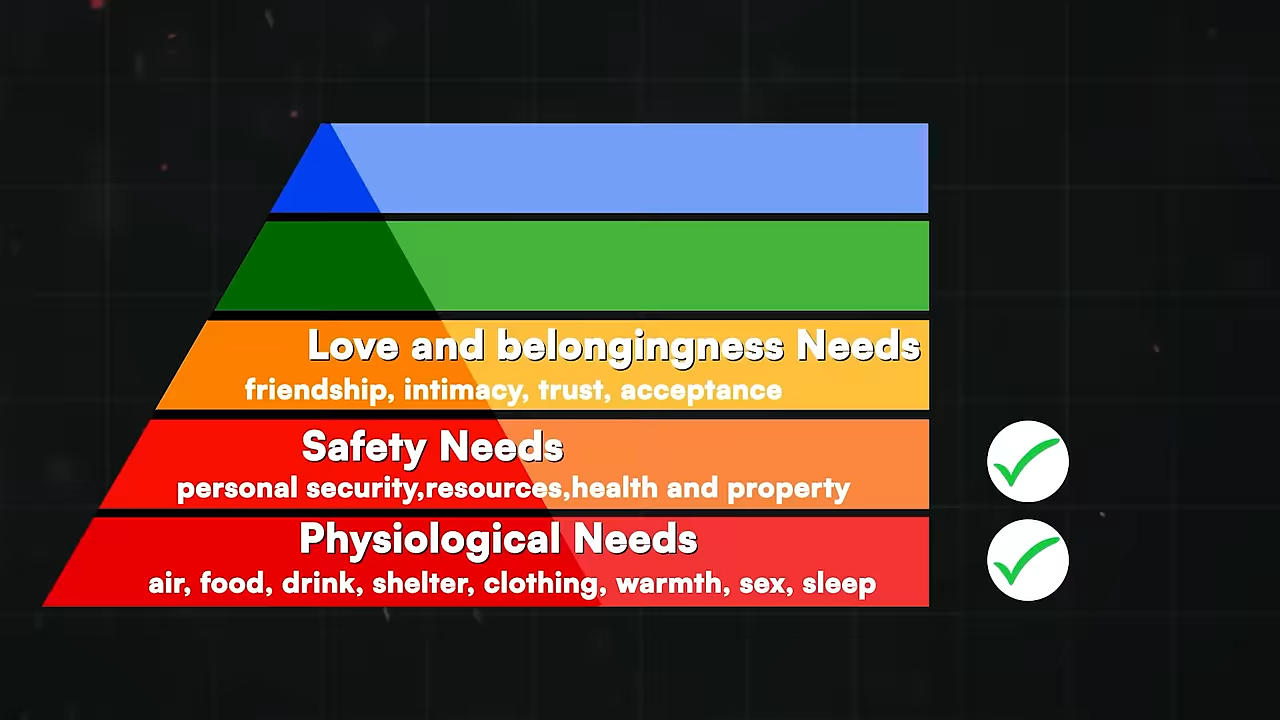 Love and belongingness Needs
friendship, intimacy, trust, acceptance
Safety Needs
personal security,resources,health and property
Physiological Needs
air, food, drink, shelter, clothing, warmth, sex, sleep